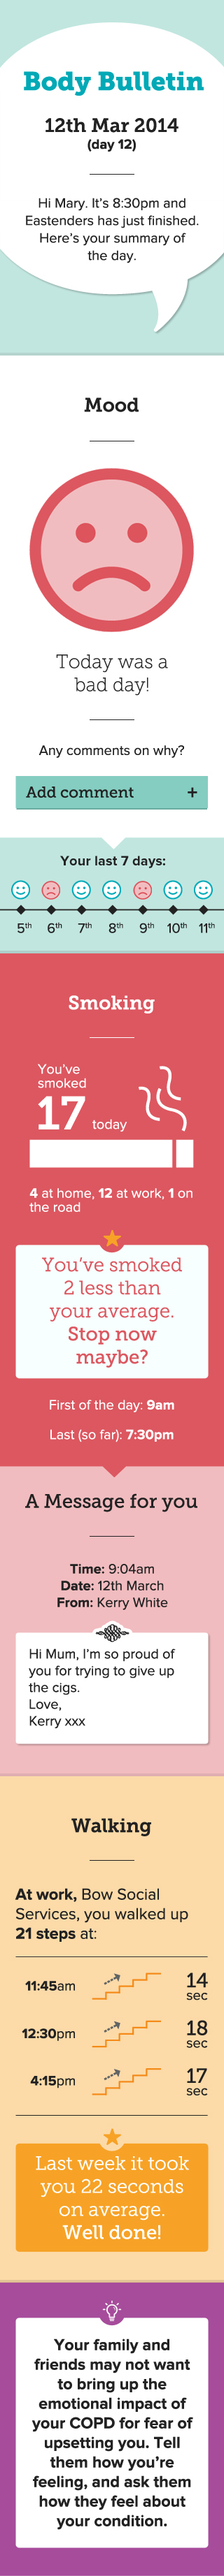 Body Bulletin
12th Mar 2014
(day 12)
Hi Mary. It's 8:30pm and
Eastenders has just finished.
Here's your summary of
the day.
Mood
Today was a
bad day!
Any comments on why?
Add comment +
Your last 7 days:
5th 6th 7th 8th 9th 10th 11th
Smoking
You've
smoked
17 today
4 at home, 12 at work, 1 on
the road
You've smoked
2 less than
your average.
Stop now
maybe?
First of the day: 9am
Last (so far): 7:30pm
A Message for you
Time: 9:04am
Date: 12th March
From: Kerry White
Hi Mum, I'm so proud of
you for trying to give up
the cigs.
Love,
Kerry xxx
Walking
At work, Bow Social
Services, you walked up
21 steps at:
11:45am 14 sec
12:30pm 18 sec
4:15pm 17 sec
Last week it took
you 22 seconds
on average.
Well done!
Your family and
friends may not want
to bring up the
emotional impact of
your COPD for fear of
upsetting you. Tell
them how you're
feeling, and ask them
how they feel about
your condition.